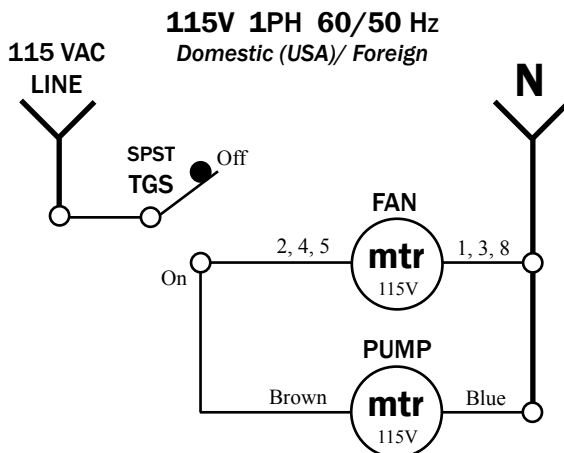 115V 1PH 60/50 Hz
Domestic (USA)/ Foreign
115 VAC
LINE
N
SPST
TGS
Off
On
FAN
2, 4, 5
mtr
115V
1, 3, 8
PUMP
Brown
mtr
115V
Blue